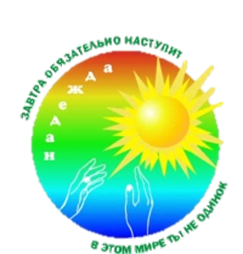 ЗАВТРА ОБЯЗАТЕЛЬНО НАСТУПИТ
надежда
В ЭТОМ МИРЕ ТЫ НЕ ОДИНОК